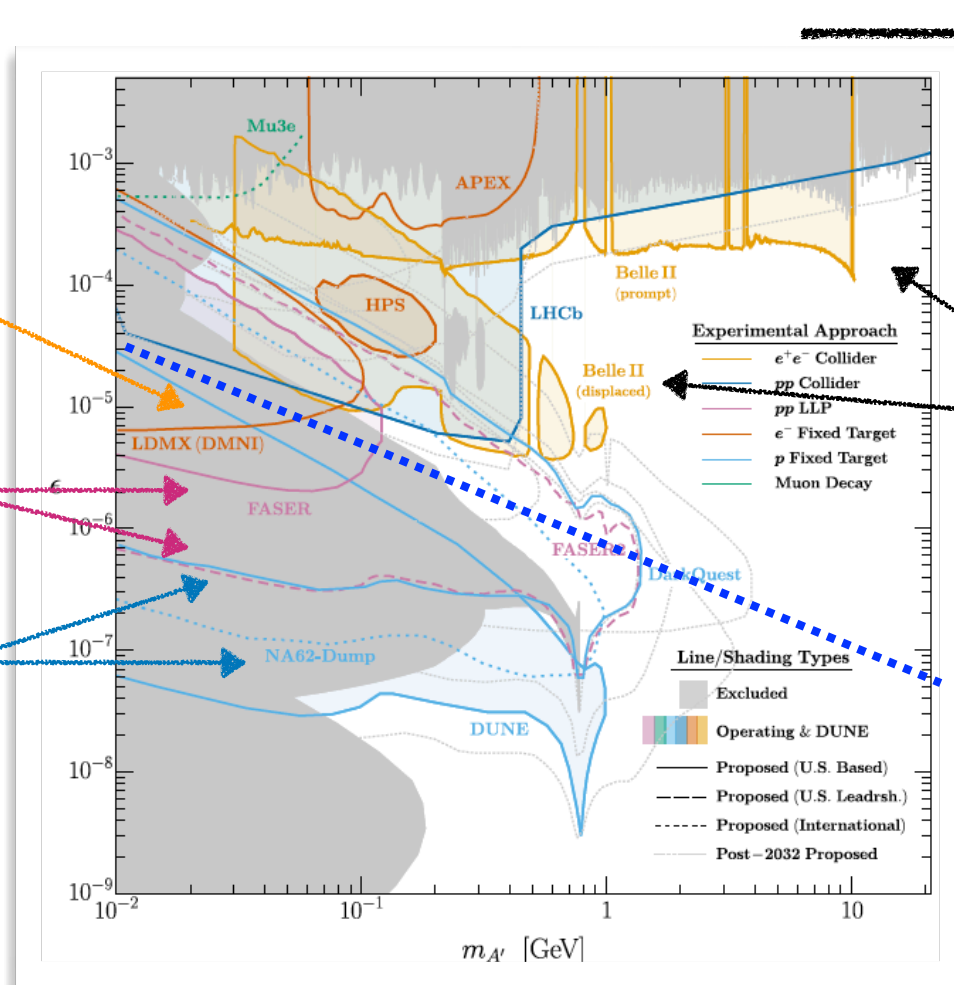 Mu3e
10⁻³
APEX
10⁻⁴
HPS
Belle II
(prompt)
LHCb
Experimental Approach
e⁺e⁻ Collider
pp Collider
pp LLP
e⁻ Fixed Target
p Fixed Target
Muon Decay
Belle II
(displaced)
10⁻⁵
LDMX (DMNI)
ϵ
FASER
10⁻⁶
FASER2
DarkQuest
10⁻⁷
NA62-Dump
Line/Shading Types
Excluded
Operating & DUNE
Proposed (U.S. Based)
Proposed (U.S. Leadrsh.)
Proposed (International)
Post−2032 Proposed
DUNE
10⁻⁸
10⁻⁹
10⁻² 10⁻¹ 1 10
m_A′ [GeV]